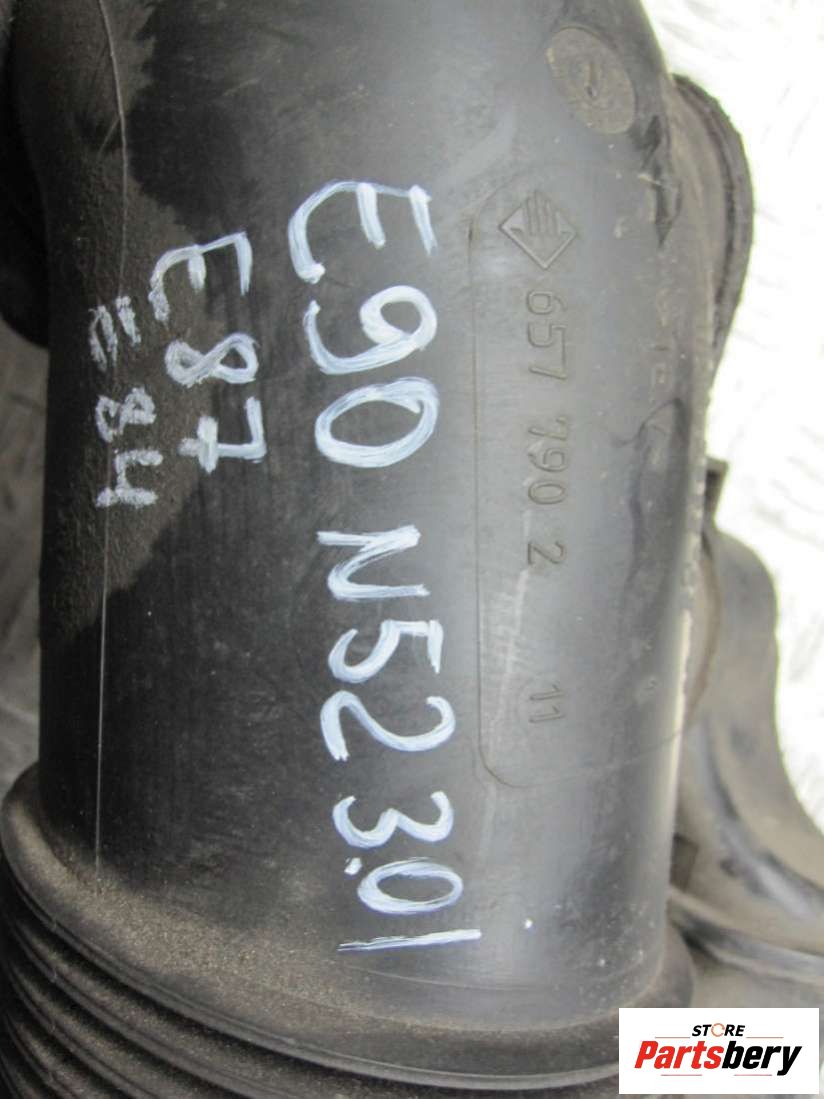 E90 N52 3.0i
E87
E84
657 790 2 11
STORE
Partsbery